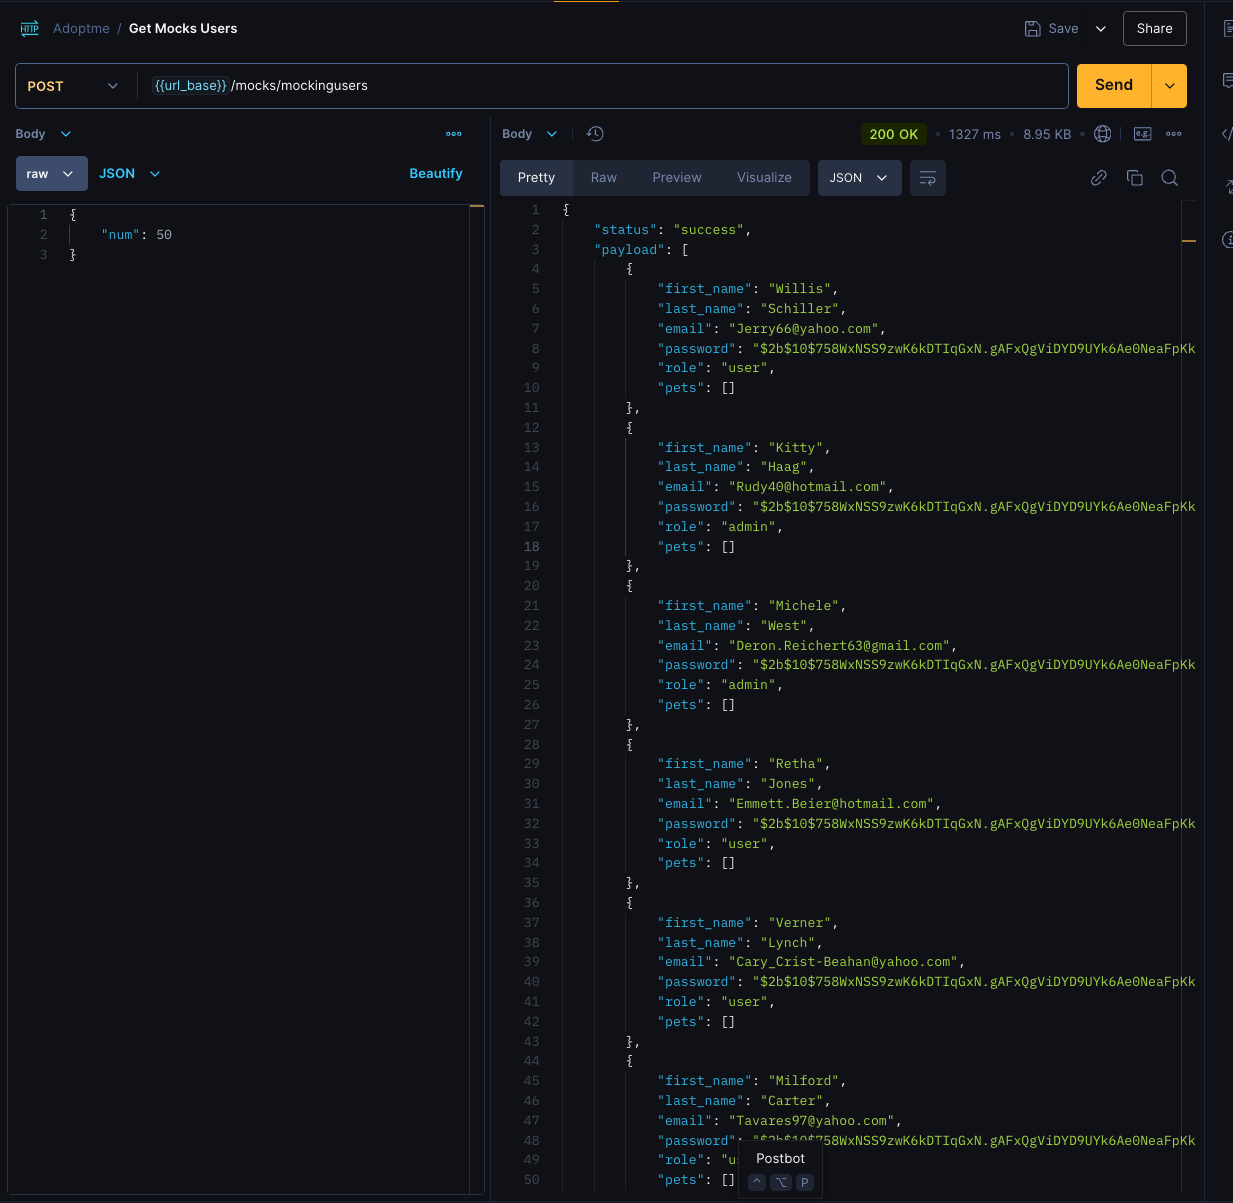 HTTP Adoptme / Get Mocks Users Save Share
POST {{url_base}}/mocks/mockingusers Send
Body
raw JSON Beautify
1 {
2 "num": 50
3 }
Body 200 OK • 1327 ms • 8.95 KB • e.g.
Pretty Raw Preview Visualize JSON
1 {
2 "status": "success",
3 "payload": [
4 {
5 "first_name": "Willis",
6 "last_name": "Schiller",
7 "email": "Jerry66@yahoo.com",
8 "password": "$2b$10$758WxNSS9zwK6kDTIqGxN.gAFxQgViDYD9UYk6Ae0NeaFpKk
9 "role": "user",
10 "pets": []
11 },
12 {
13 "first_name": "Kitty",
14 "last_name": "Haag",
15 "email": "Rudy40@hotmail.com",
16 "password": "$2b$10$758WxNSS9zwK6kDTIqGxN.gAFxQgViDYD9UYk6Ae0NeaFpKk
17 "role": "admin",
18 "pets": []
19 },
20 {
21 "first_name": "Michele",
22 "last_name": "West",
23 "email": "Deron.Reichert63@gmail.com",
24 "password": "$2b$10$758WxNSS9zwK6kDTIqGxN.gAFxQgViDYD9UYk6Ae0NeaFpKk
25 "role": "admin",
26 "pets": []
27 },
28 {
29 "first_name": "Retha",
30 "last_name": "Jones",
31 "email": "Emmett.Beier@hotmail.com",
32 "password": "$2b$10$758WxNSS9zwK6kDTIqGxN.gAFxQgViDYD9UYk6Ae0NeaFpKk
33 "role": "user",
34 "pets": []
35 },
36 {
37 "first_name": "Verner",
38 "last_name": "Lynch",
39 "email": "Cary_Crist-Beahan@yahoo.com",
40 "password": "$2b$10$758WxNSS9zwK6kDTIqGxN.gAFxQgViDYD9UYk6Ae0NeaFpKk
41 "role": "user",
42 "pets": []
43 },
44 {
45 "first_name": "Milford",
46 "last_name": "Carter",
47 "email": "Tavares97@yahoo.com",
48 "password": "$2b$10$758WxNSS9zwK6kDTIqGxN.gAFxQgViDYD9UYk6Ae0NeaFpKk
49 "role": "us
50 "pets": []
Postbot
^ ⌥ P